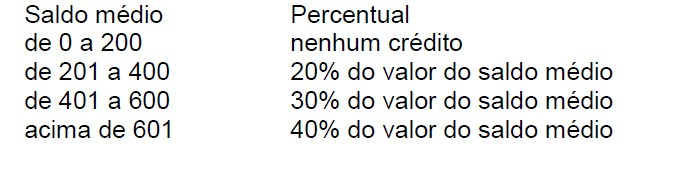 Saldo médio Percentual
de 0 a 200 nenhum crédito
de 201 a 400 20% do valor do saldo médio
de 401 a 600 30% do valor do saldo médio
acima de 601 40% do valor do saldo médio